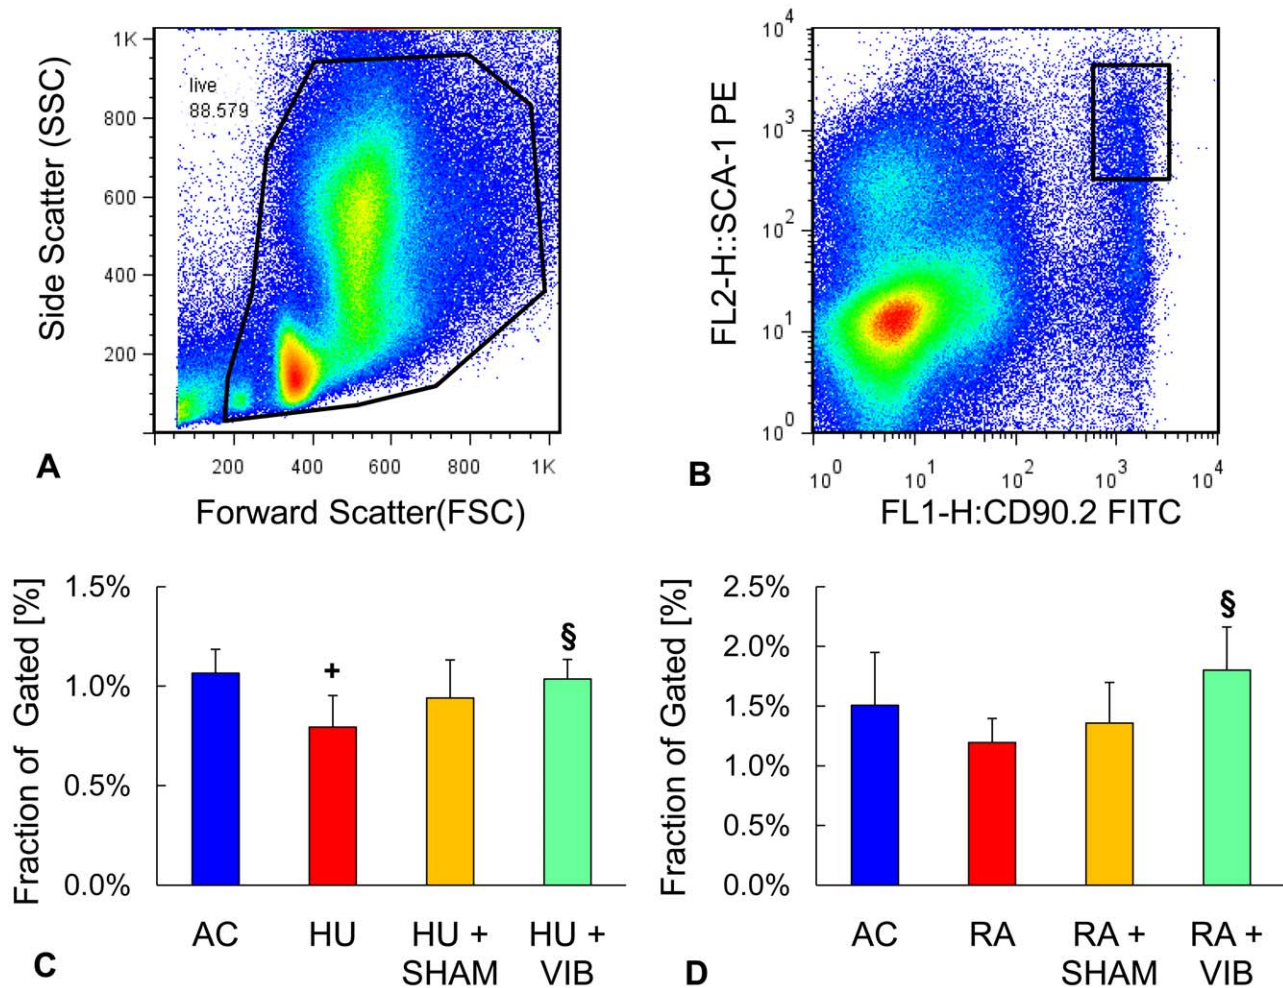 1K
800
600
400
200
live
88.579
Side Scatter (SSC)
200 400 600 800 1K
A
Forward Scatter(FSC)
10^4
10^3
10^2
10^1
10^0
FL2-H::SCA-1 PE
10^0 10^1 10^2 10^3 10^4
B
FL1-H:CD90.2 FITC
1.5%
1.0%
0.5%
0.0%
Fraction of Gated [%]
+
§
AC HU HU + SHAM HU + VIB
C
2.5%
2.0%
1.5%
1.0%
0.5%
0.0%
Fraction of Gated [%]
§
AC RA RA + SHAM RA + VIB
D